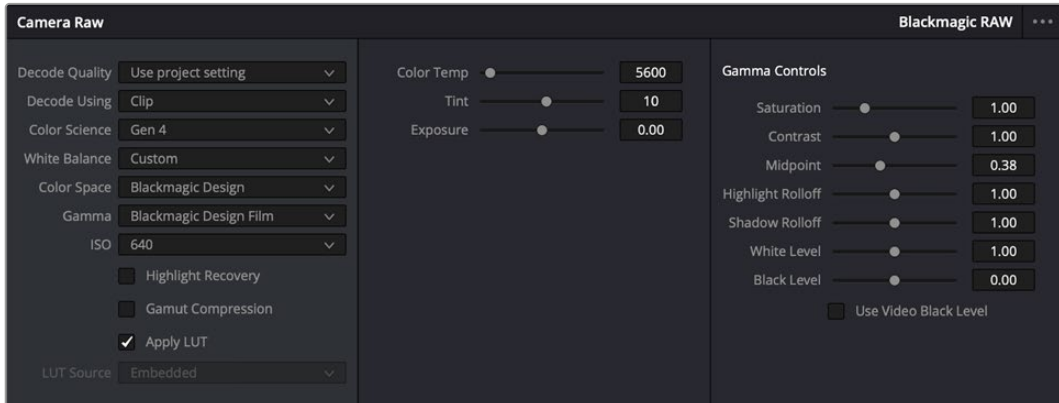 Camera Raw
Blackmagic RAW
Decode Quality Use project setting
Decode Using Clip
Color Science Gen 4
White Balance Custom
Color Space Blackmagic Design
Gamma Blackmagic Design Film
ISO 640
Highlight Recovery
Gamut Compression
Apply LUT
LUT Source Embedded
Color Temp 5600
Tint 10
Exposure 0.00
Gamma Controls
Saturation 1.00
Contrast 1.00
Midpoint 0.38
Highlight Rolloff 1.00
Shadow Rolloff 1.00
White Level 1.00
Black Level 0.00
Use Video Black Level